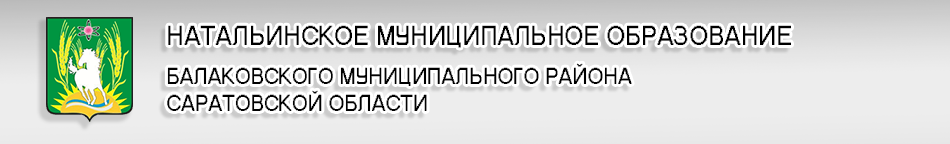 НАТАЛЬИНСКОЕ МУНИЦИПАЛЬНОЕ ОБРАЗОВАНИЕ
БАЛАКОВСКОГО МУНИЦИПАЛЬНОГО РАЙОНА
САРАТОВСКОЙ ОБЛАСТИ